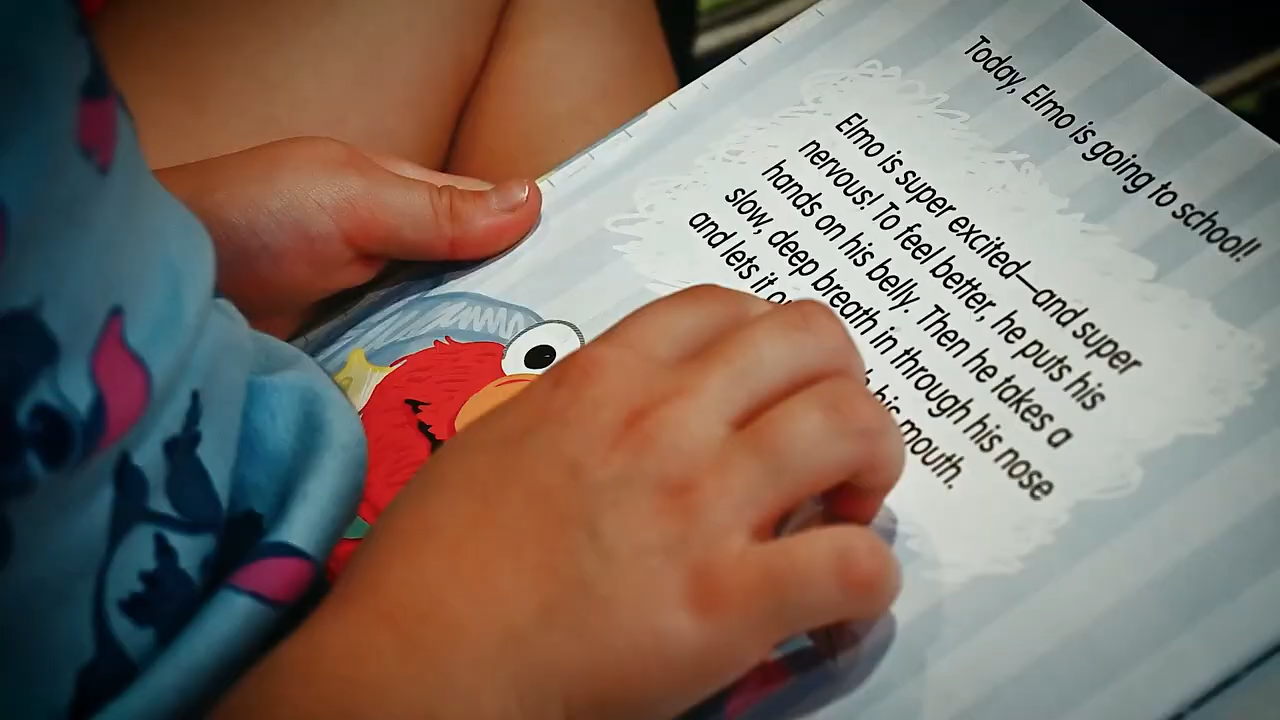 Today, Elmo is going to school!
Elmo is super excited—and super
nervous! To feel better, he puts his
hands on his belly. Then he takes a
slow, deep breath in through his nose
and lets it his mouth.